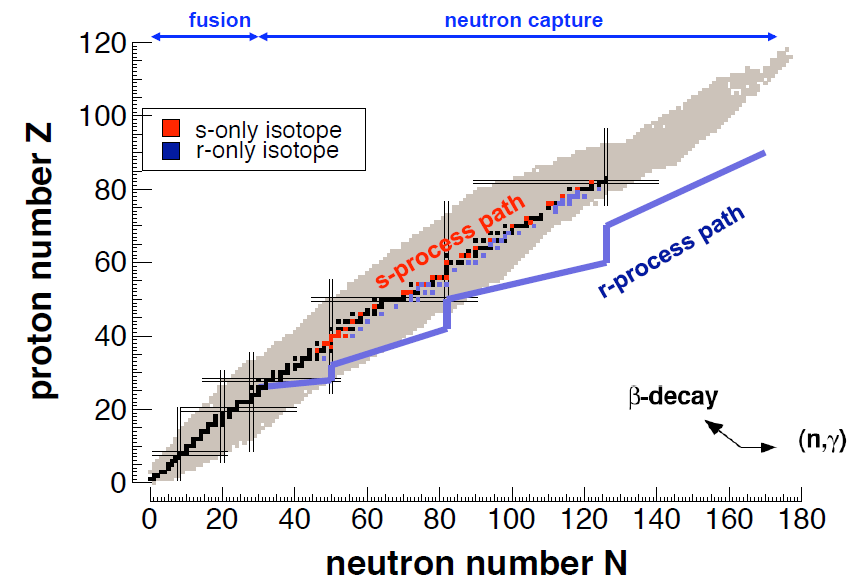 fusion
neutron capture
120
100
80
60
40
20
0
proton number Z
s-only isotope
r-only isotope
s-process path
r-process path
β-decay
(n,γ)
0 20 40 60 80 100 120 140 160 180
neutron number N